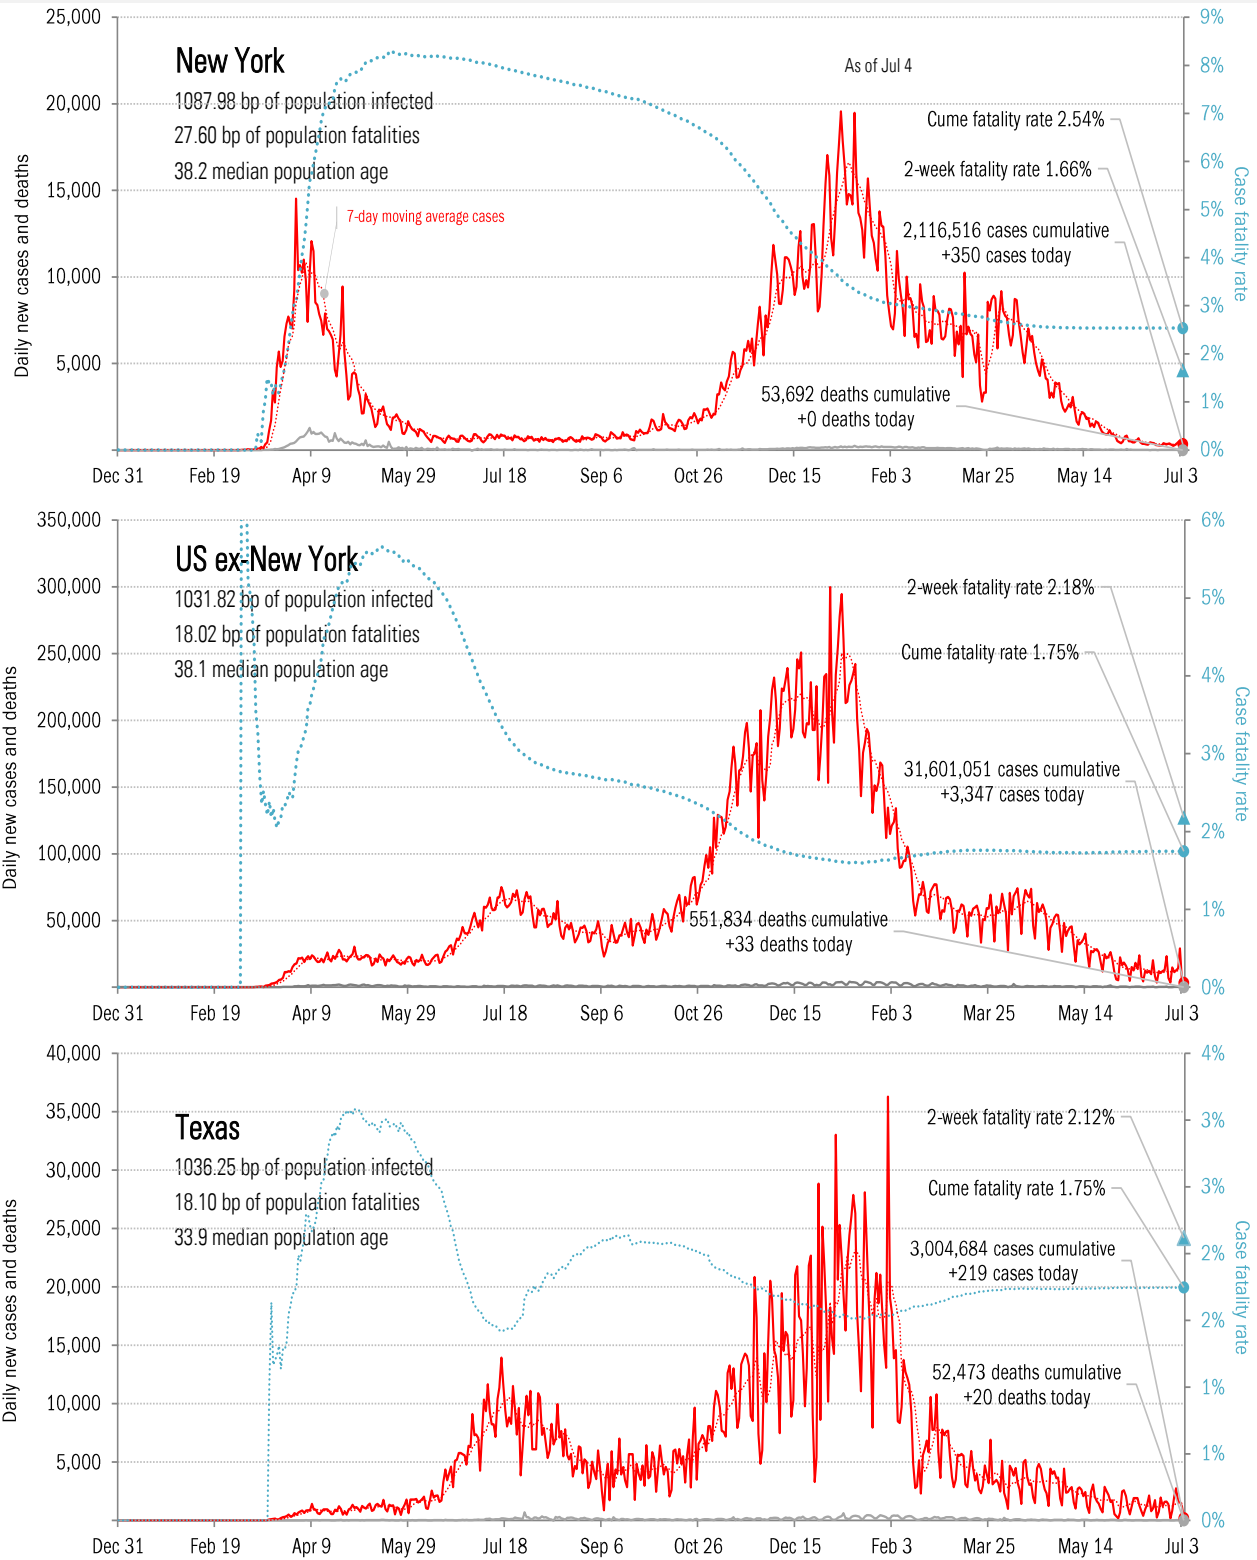 25,000
20,000
15,000
10,000
5,000
Daily new cases and deaths
New York
1087.98 bp of population infected
27.60 bp of population fatalities
38.2 median population age
7-day moving average cases
As of Jul 4
Cume fatality rate 2.54%
2-week fatality rate 1.66%
2,116,516 cases cumulative
+350 cases today
53,692 deaths cumulative
+0 deaths today
9%
8%
7%
6%
5%
4%
3%
2%
1%
0%
Case fatality rate
Dec 31 Feb 19 Apr 9 May 29 Jul 18 Sep 6 Oct 26 Dec 15 Feb 3 Mar 25 May 14 Jul 3
350,000
300,000
250,000
200,000
150,000
100,000
50,000
Daily new cases and deaths
US ex-New York
1031.82 bp of population infected
18.02 bp of population fatalities
38.1 median population age
2-week fatality rate 2.18%
Cume fatality rate 1.75%
31,601,051 cases cumulative
+3,347 cases today
551,834 deaths cumulative
+33 deaths today
6%
5%
4%
3%
2%
1%
0%
Case fatality rate
Dec 31 Feb 19 Apr 9 May 29 Jul 18 Sep 6 Oct 26 Dec 15 Feb 3 Mar 25 May 14 Jul 3
40,000
35,000
30,000
25,000
20,000
15,000
10,000
5,000
Daily new cases and deaths
Texas
1036.25 bp of population infected
18.10 bp of population fatalities
33.9 median population age
2-week fatality rate 2.12%
Cume fatality rate 1.75%
3,004,684 cases cumulative
+219 cases today
52,473 deaths cumulative
+20 deaths today
4%
3%
3%
2%
2%
1%
1%
0%
Case fatality rate
Dec 31 Feb 19 Apr 9 May 29 Jul 18 Sep 6 Oct 26 Dec 15 Feb 3 Mar 25 May 14 Jul 3